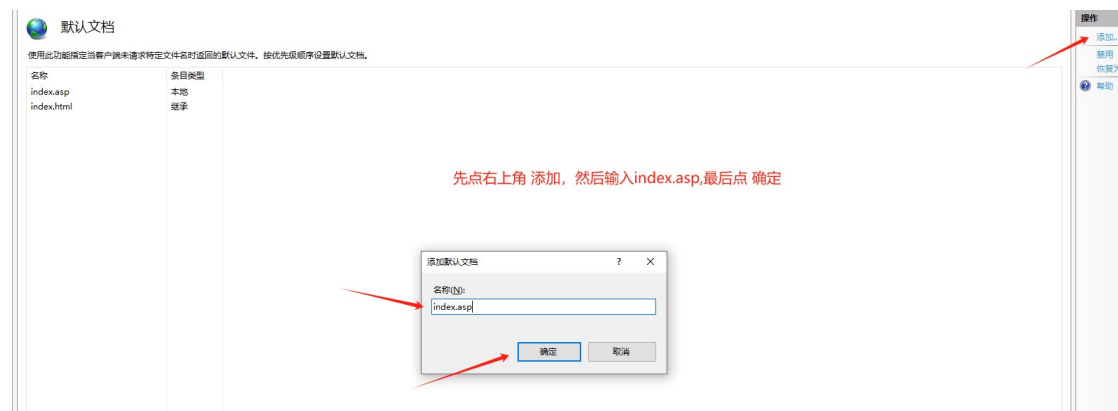 默认文档
使用此功能指定当客户端未请求特定文件名时返回的默认文件。按优先级顺序设置默认文档。
名称 条目类型
index.asp 本地
index.html 继承
先点右上角 添加，然后输入index.asp,最后点 确定
添加默认文档 ? ×
名称(N):
index.asp
确定 取消
操作
添加...
禁用
恢复为
帮助